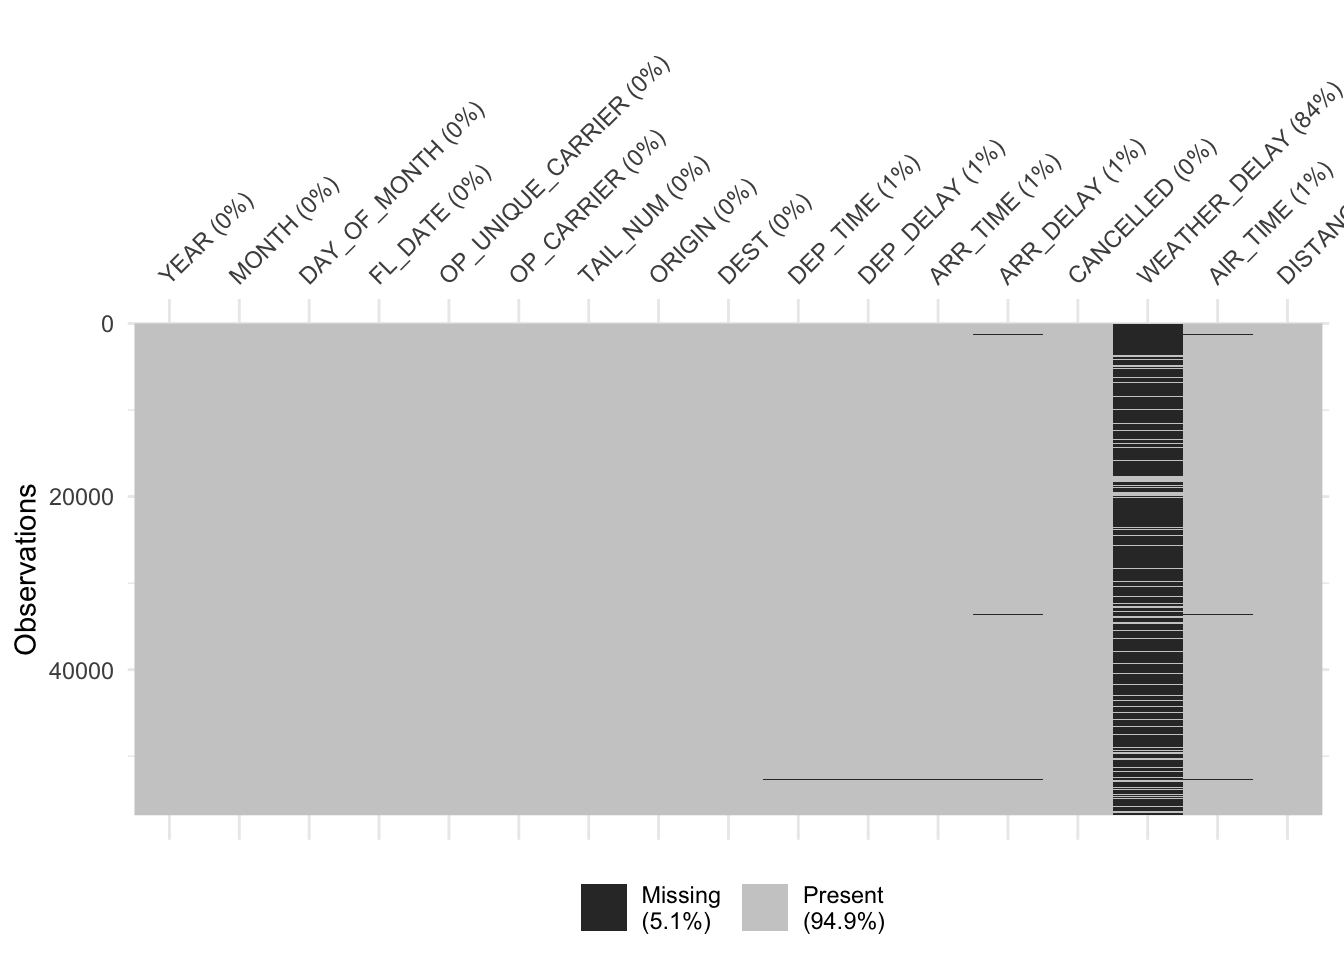 YEAR (0%)
MONTH (0%)
DAY_OF_MONTH (0%)
FL_DATE (0%)
OP_UNIQUE_CARRIER (0%)
OP_CARRIER (0%)
TAIL_NUM (0%)
ORIGIN (0%)
DEST (0%)
DEP_TIME (1%)
DEP_DELAY (1%)
ARR_TIME (1%)
ARR_DELAY (1%)
CANCELLED (0%)
WEATHER_DELAY (84%)
AIR_TIME (1%)
DISTANC
0
20000
40000
Observations
Missing
(5.1%)
Present
(94.9%)